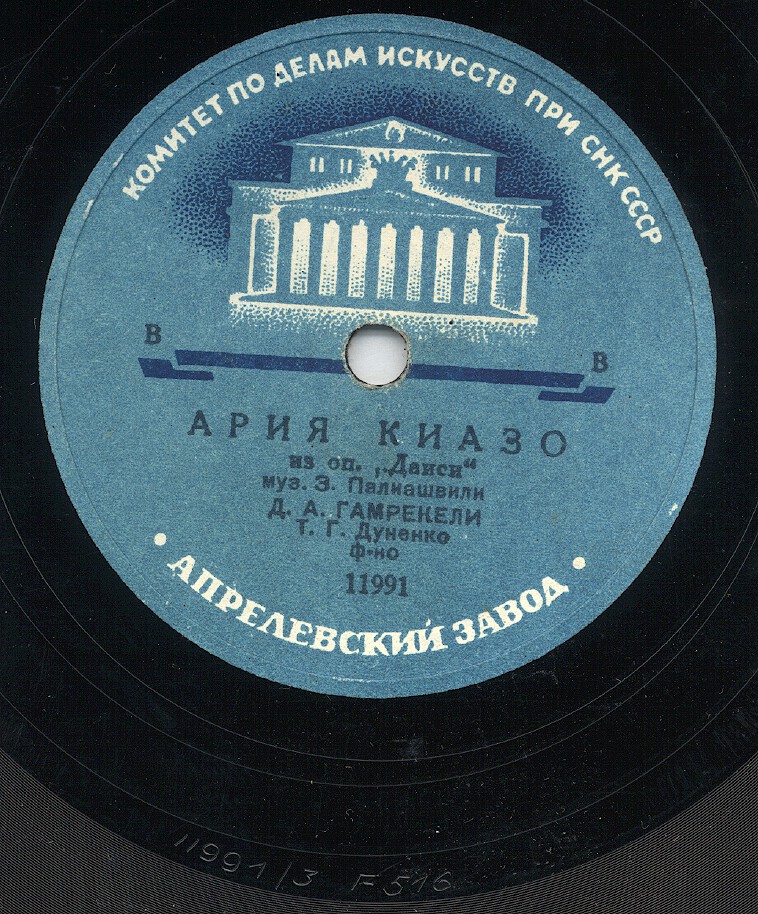 КОМИТЕТ ПО ДЕЛАМ ИСКУССТВ ПРИ СНК СССР
В В
АРИЯ КИАЗО
из оп. „Даиси“
муз. З. Палиашвили
Д. А. ГАМРЕКЕЛИ
Т. Г. Дуненко
ф-но
11991
• АПРЕЛЕВСКИЙ ЗАВОД •
11991/3 F 516